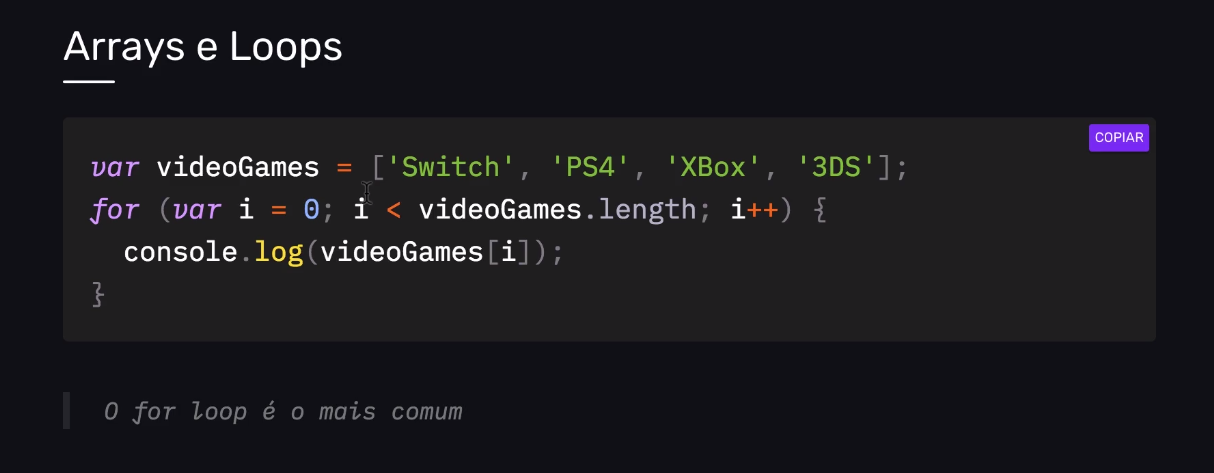 Arrays e Loops
COPIAR
var videoGames = ['Switch', 'PS4', 'XBox', '3DS'];
for (var i = 0; i < videoGames.length; i++) {
  console.log(videoGames[i]);
}
O for loop é o mais comum